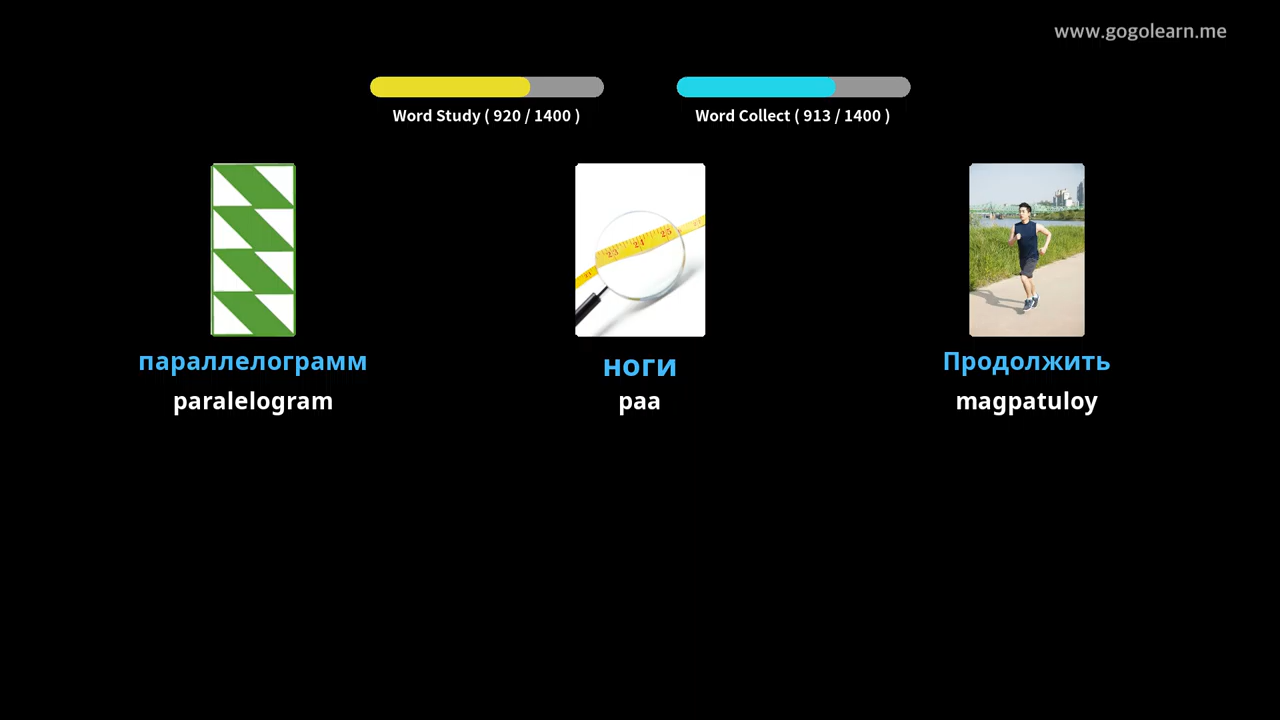 www.gogolearn.me
Word Study ( 920 / 1400 )
Word Collect ( 913 / 1400 )
параллелограмм
paralelogram
ноги
paa
Продолжить
magpatuloy